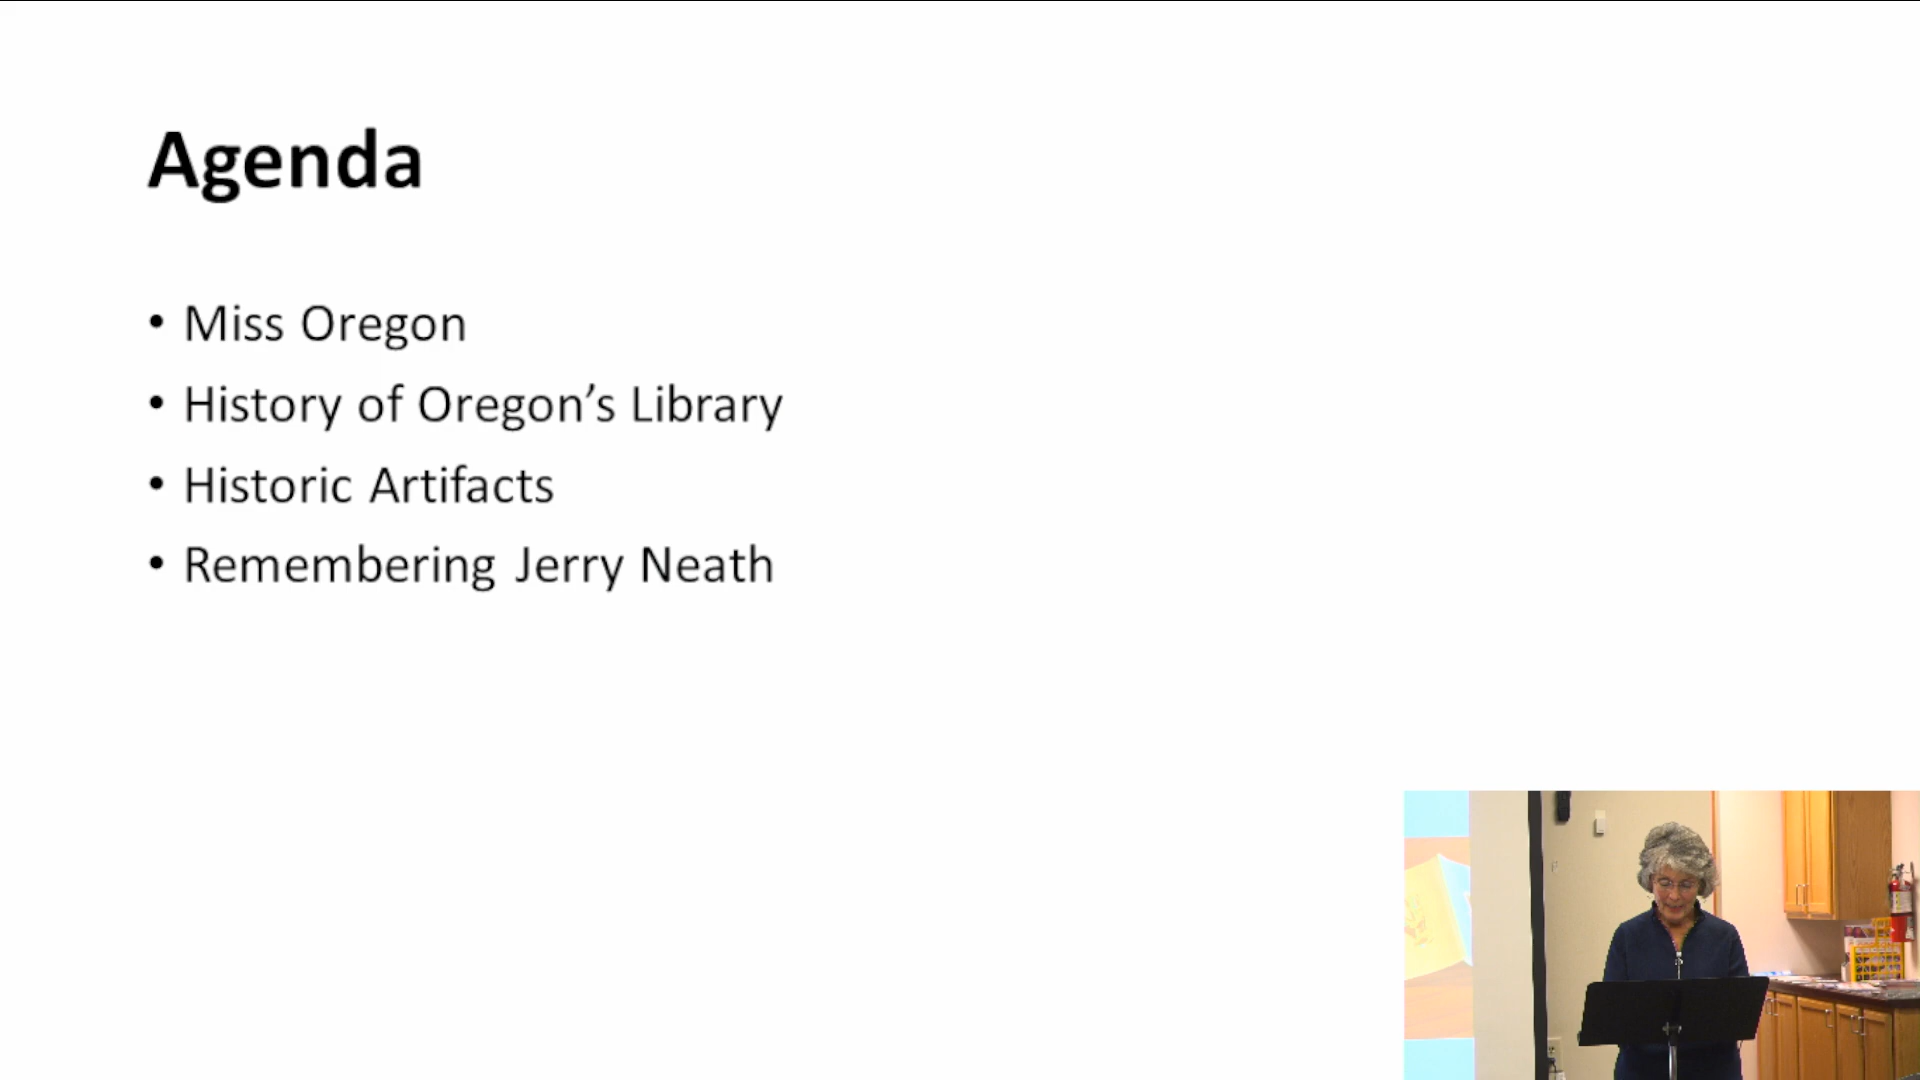 Agenda
• Miss Oregon
• History of Oregon’s Library
• Historic Artifacts
• Remembering Jerry Neath